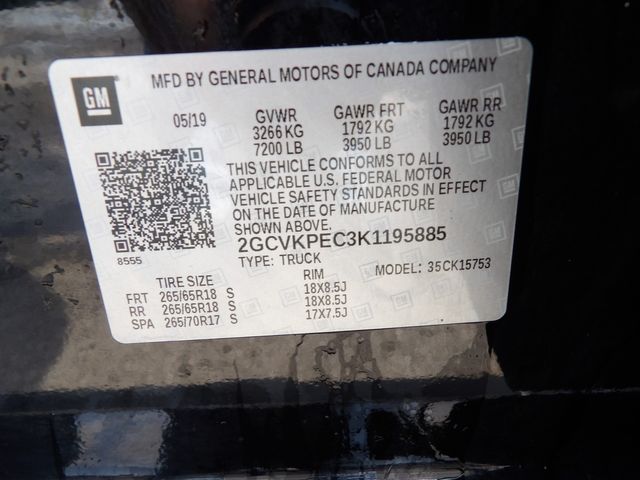 GM
MFD BY GENERAL MOTORS OF CANADA COMPANY
05/19 GVWR GAWR FRT GAWR RR
3266 KG 1792 KG 1792 KG
7200 LB 3950 LB 3950 LB
THIS VEHICLE CONFORMS TO ALL
APPLICABLE U.S. FEDERAL MOTOR
VEHICLE SAFETY STANDARDS IN EFFECT
ON THE DATE OF MANUFACTURE
SHOWN ABOVE.
8555 2GCVKPEC3K1195885
TYPE: TRUCK MODEL: 35CK15753
TIRE SIZE RIM
FRT 265/65R18 S 18X8.5J
RR 265/65R18 S 18X8.5J
SPA 265/70R17 S 17X7.5J